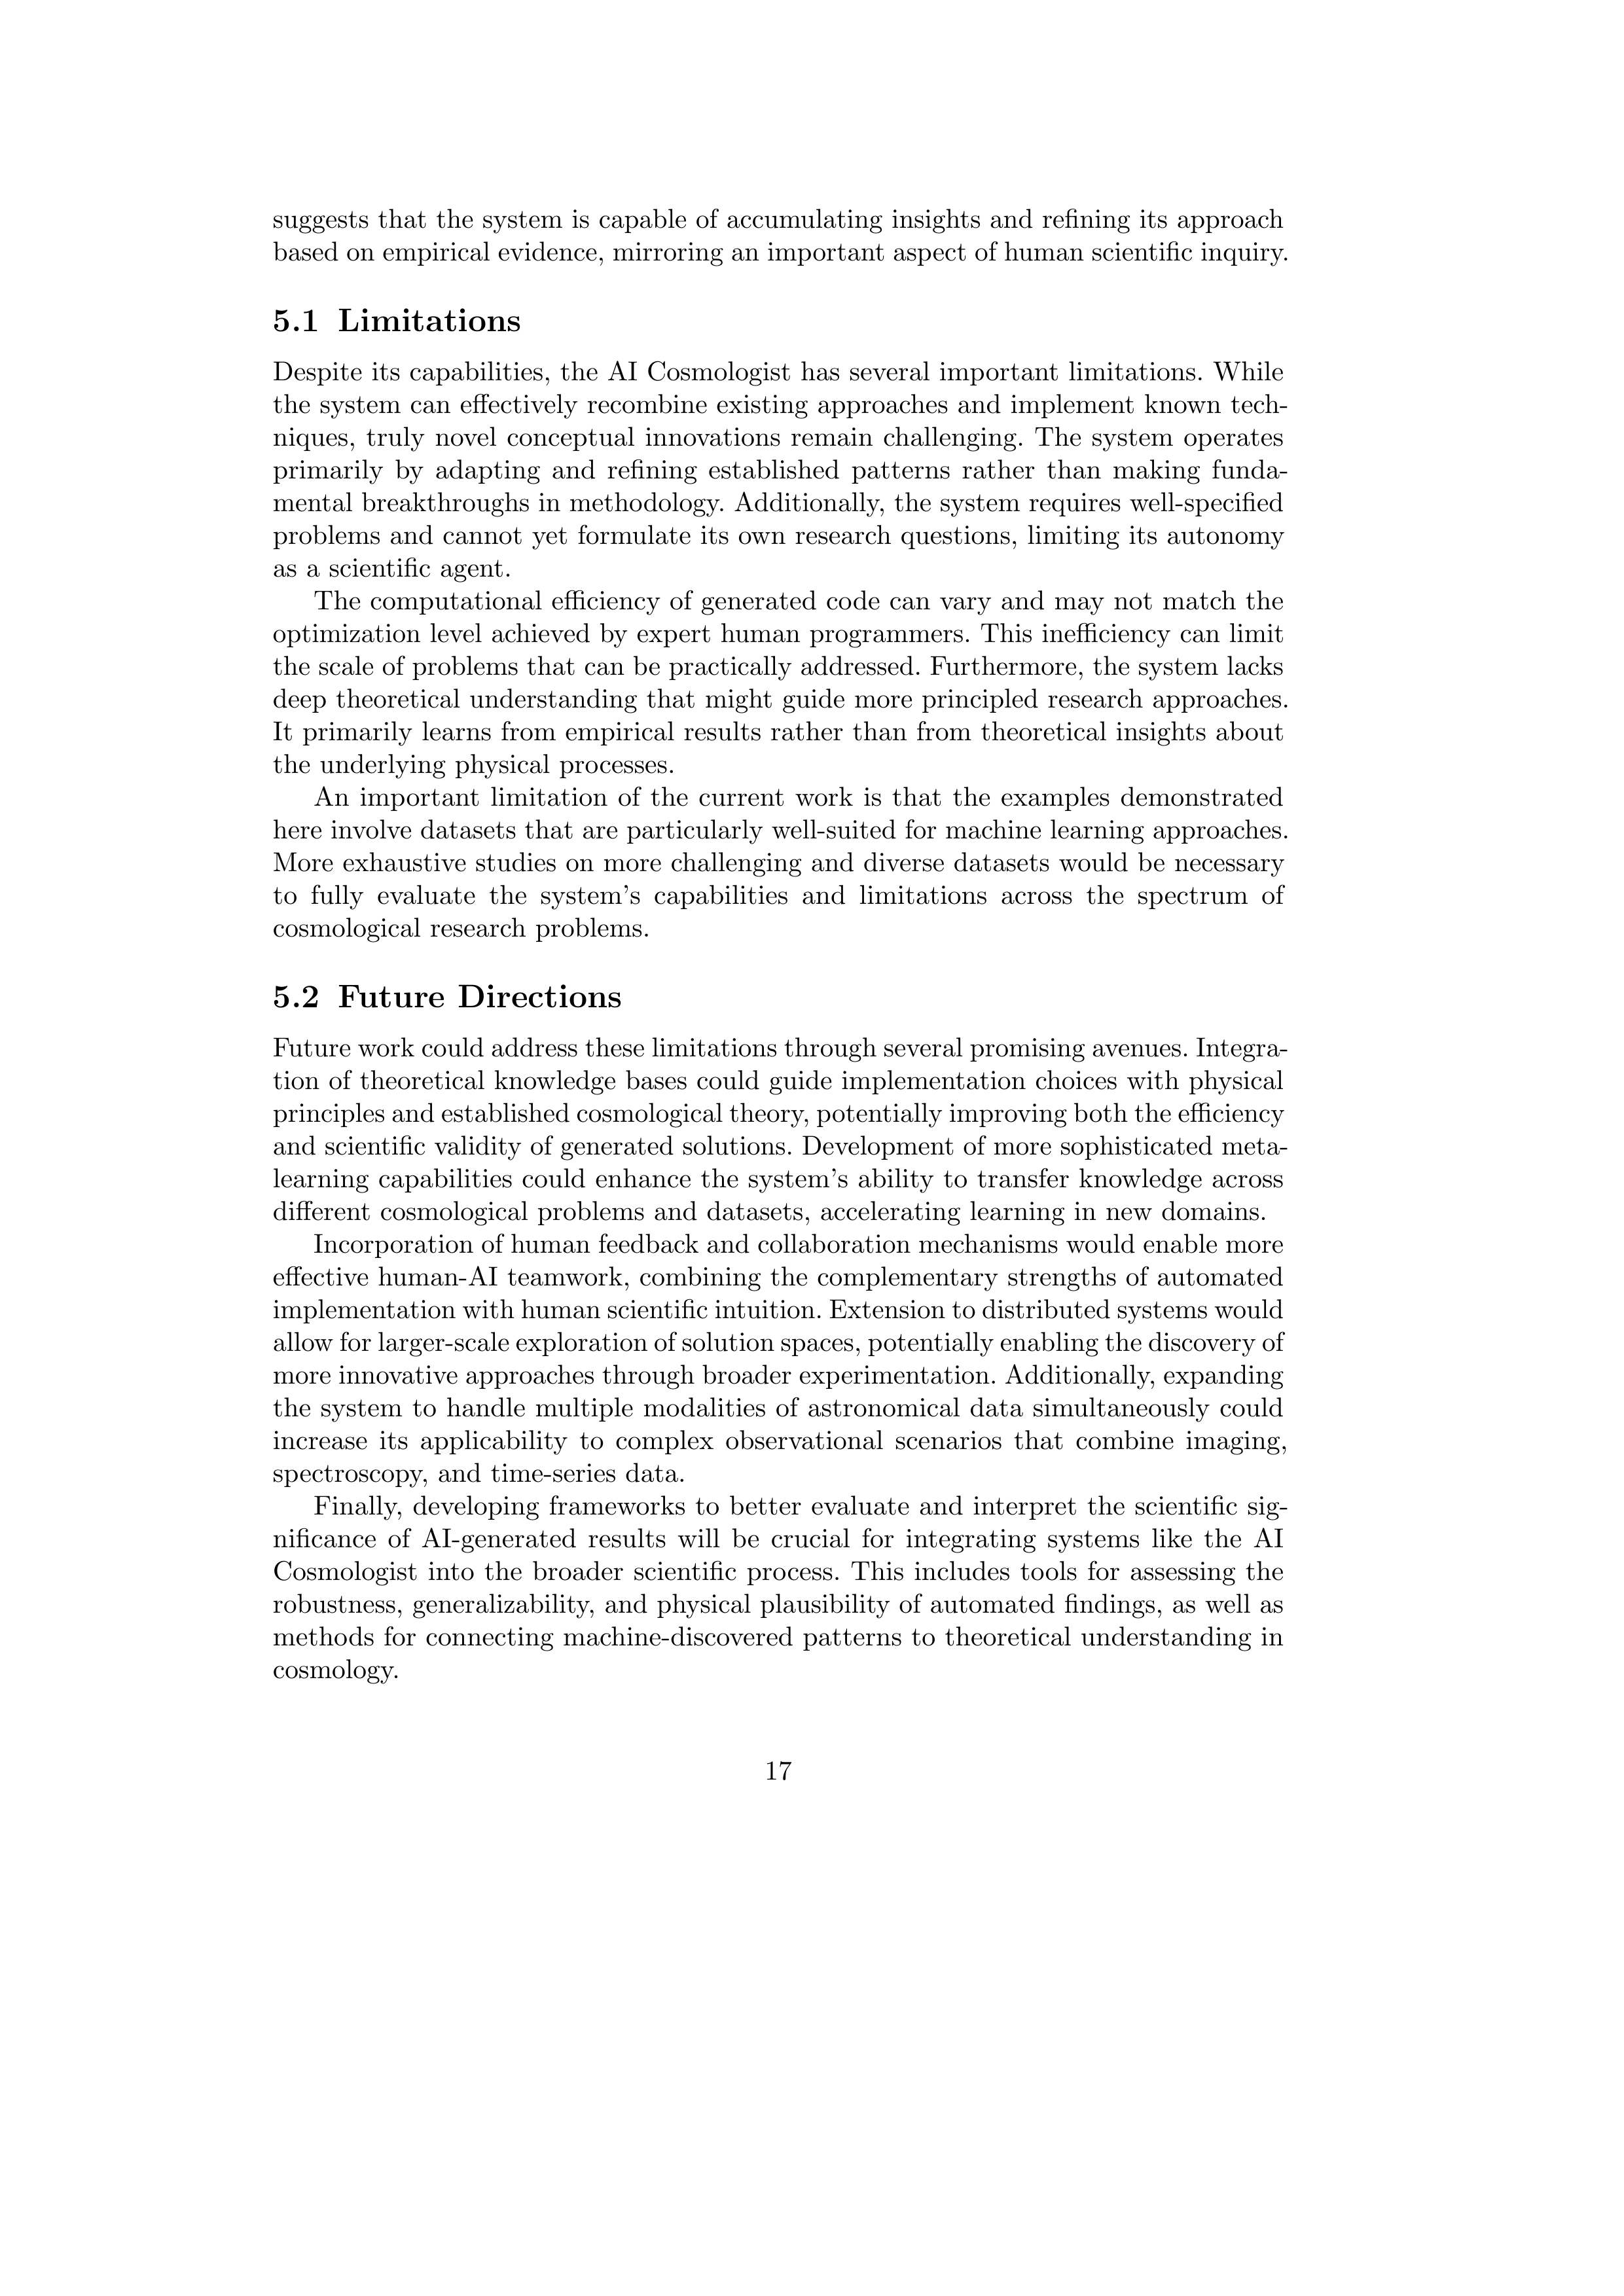 suggests that the system is capable of accumulating insights and refining its approach
based on empirical evidence, mirroring an important aspect of human scientific inquiry.
5.1 Limitations
Despite its capabilities, the AI Cosmologist has several important limitations. While
the system can effectively recombine existing approaches and implement known tech-
niques, truly novel conceptual innovations remain challenging. The system operates
primarily by adapting and refining established patterns rather than making funda-
mental breakthroughs in methodology. Additionally, the system requires well-specified
problems and cannot yet formulate its own research questions, limiting its autonomy
as a scientific agent.
The computational efficiency of generated code can vary and may not match the
optimization level achieved by expert human programmers. This inefficiency can limit
the scale of problems that can be practically addressed. Furthermore, the system lacks
deep theoretical understanding that might guide more principled research approaches.
It primarily learns from empirical results rather than from theoretical insights about
the underlying physical processes.
An important limitation of the current work is that the examples demonstrated
here involve datasets that are particularly well-suited for machine learning approaches.
More exhaustive studies on more challenging and diverse datasets would be necessary
to fully evaluate the system's capabilities and limitations across the spectrum of
cosmological research problems.
5.2 Future Directions
Future work could address these limitations through several promising avenues. Integra-
tion of theoretical knowledge bases could guide implementation choices with physical
principles and established cosmological theory, potentially improving both the efficiency
and scientific validity of generated solutions. Development of more sophisticated meta-
learning capabilities could enhance the system's ability to transfer knowledge across
different cosmological problems and datasets, accelerating learning in new domains.
Incorporation of human feedback and collaboration mechanisms would enable more
effective human-AI teamwork, combining the complementary strengths of automated
implementation with human scientific intuition. Extension to distributed systems would
allow for larger-scale exploration of solution spaces, potentially enabling the discovery of
more innovative approaches through broader experimentation. Additionally, expanding
the system to handle multiple modalities of astronomical data simultaneously could
increase its applicability to complex observational scenarios that combine imaging,
spectroscopy, and time-series data.
Finally, developing frameworks to better evaluate and interpret the scientific sig-
nificance of AI-generated results will be crucial for integrating systems like the AI
Cosmologist into the broader scientific process. This includes tools for assessing the
robustness, generalizability, and physical plausibility of automated findings, as well as
methods for connecting machine-discovered patterns to theoretical understanding in
cosmology.
17